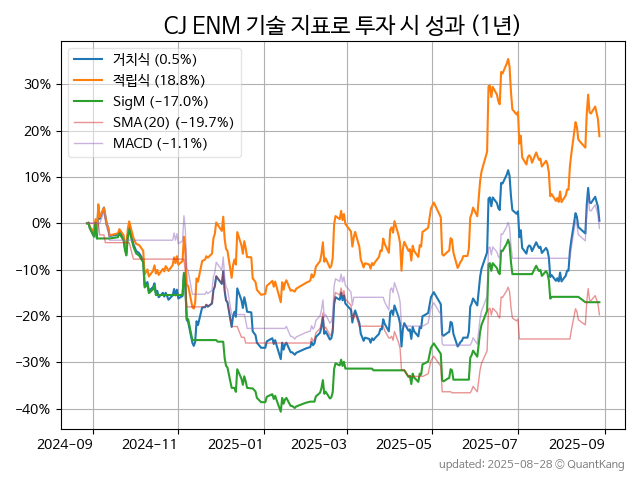 CJ ENM 기술 지표로 투자 시 성과 (1년)
거치식 (0.5%)
적립식 (18.8%)
SigM (−17.0%)
SMA(20) (−19.7%)
MACD (−1.1%)
30%
20%
10%
0%
−10%
−20%
−30%
−40%
2024-09 2024-11 2025-01 2025-03 2025-05 2025-07 2025-09
updated: 2025-08-28 © QuantKang